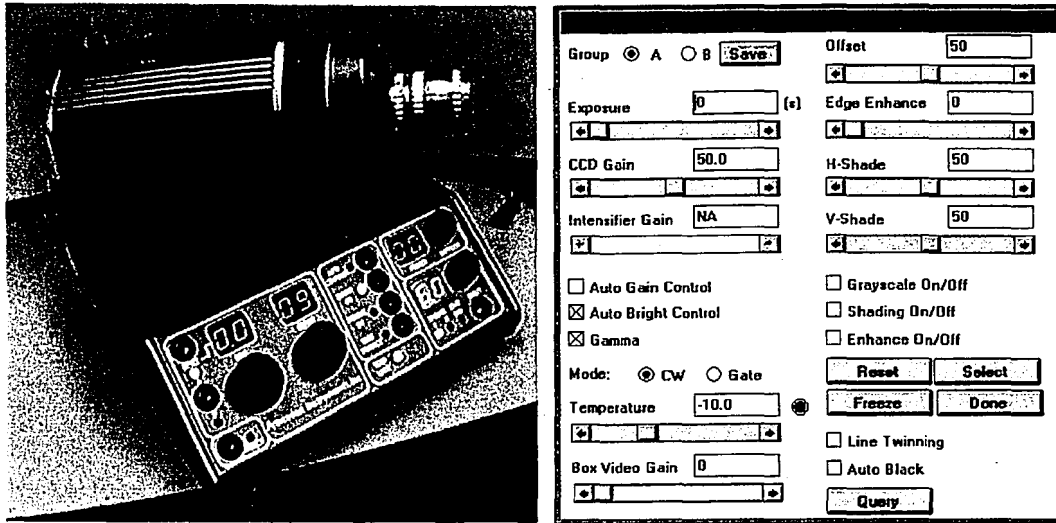 Group A B Save
Exposure 0 (s)
CCD Gain 50.0
Intensifier Gain NA
Auto Gain Control
Auto Bright Control
Gamma
Mode: CW Gate
Temperature -10.0
Box Video Gain 0
Offset 50
Edge Enhance 0
H-Shade 50
V-Shade 50
Grayscale On/Off
Shading On/Off
Enhance On/Off
Reset Select
Freeze Done
Line Twinning
Auto Black
Query